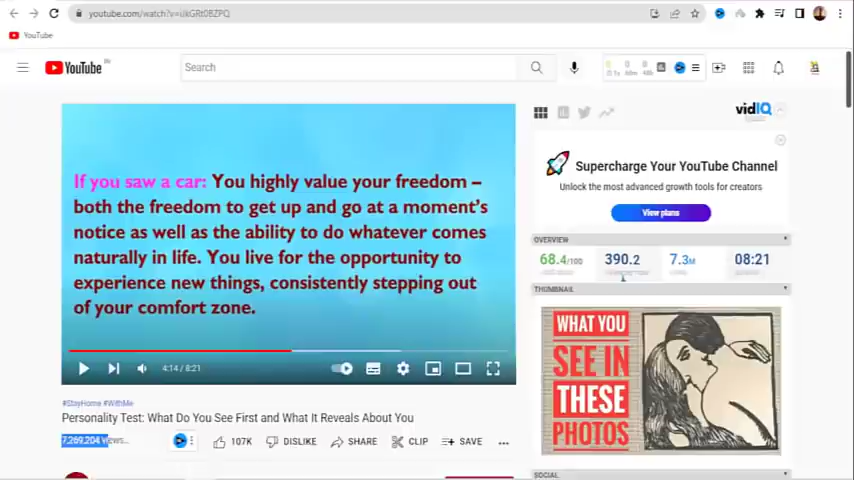 YouTube
YouTube
Search
If you saw a car: You highly value your freedom –
both the freedom to get up and go at a moment's
notice as well as the ability to do whatever comes
naturally in life. You live for the opportunity to
experience new things, consistently stepping out
of your comfort zone.
4:14 / 8:21
#StayHome #WithMe
Personality Test: What Do You See First and What It Reveals About You
7,269,204 views
107K
DISLIKE
SHARE
CLIP
SAVE
vidIQ
Supercharge Your YouTube Channel
Unlock the most advanced growth tools for creators
View plans
OVERVIEW
68.4/100
390.2
7.3M
08:21
THUMBNAIL
WHAT YOU
SEE IN
THESE
PHOTOS
SOCIAL